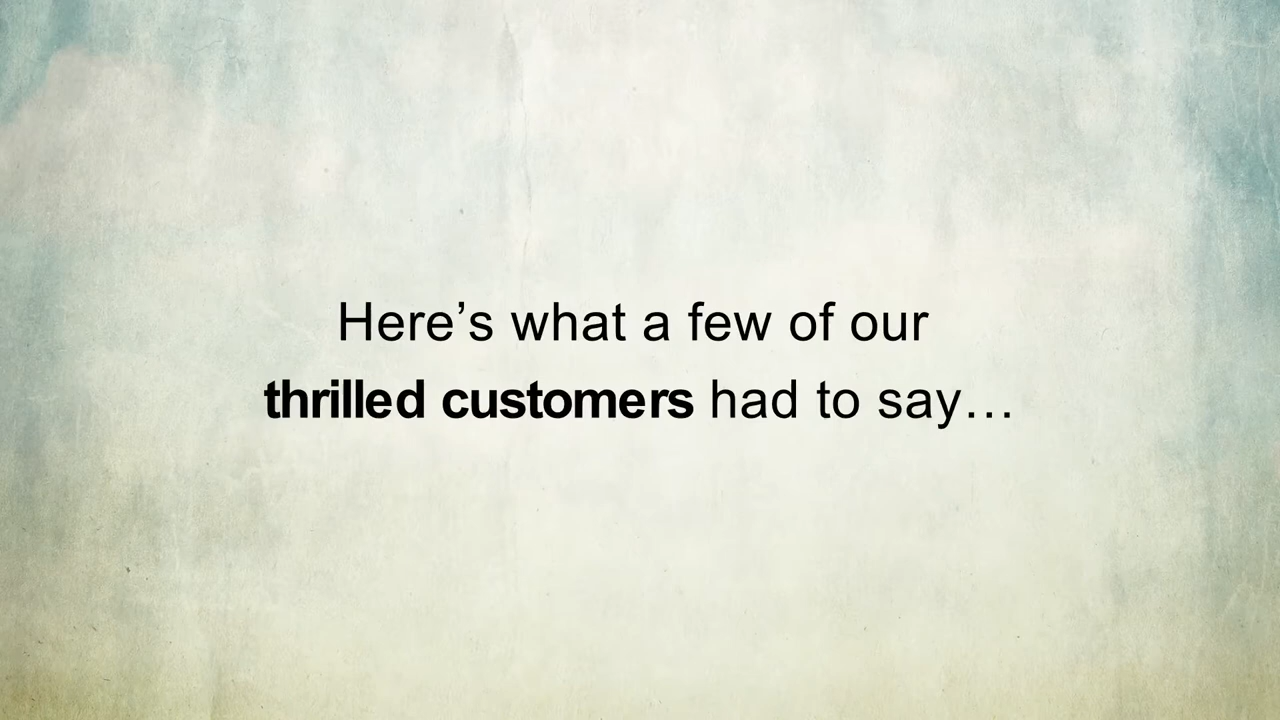 Here’s what a few of our
thrilled customers had to say…